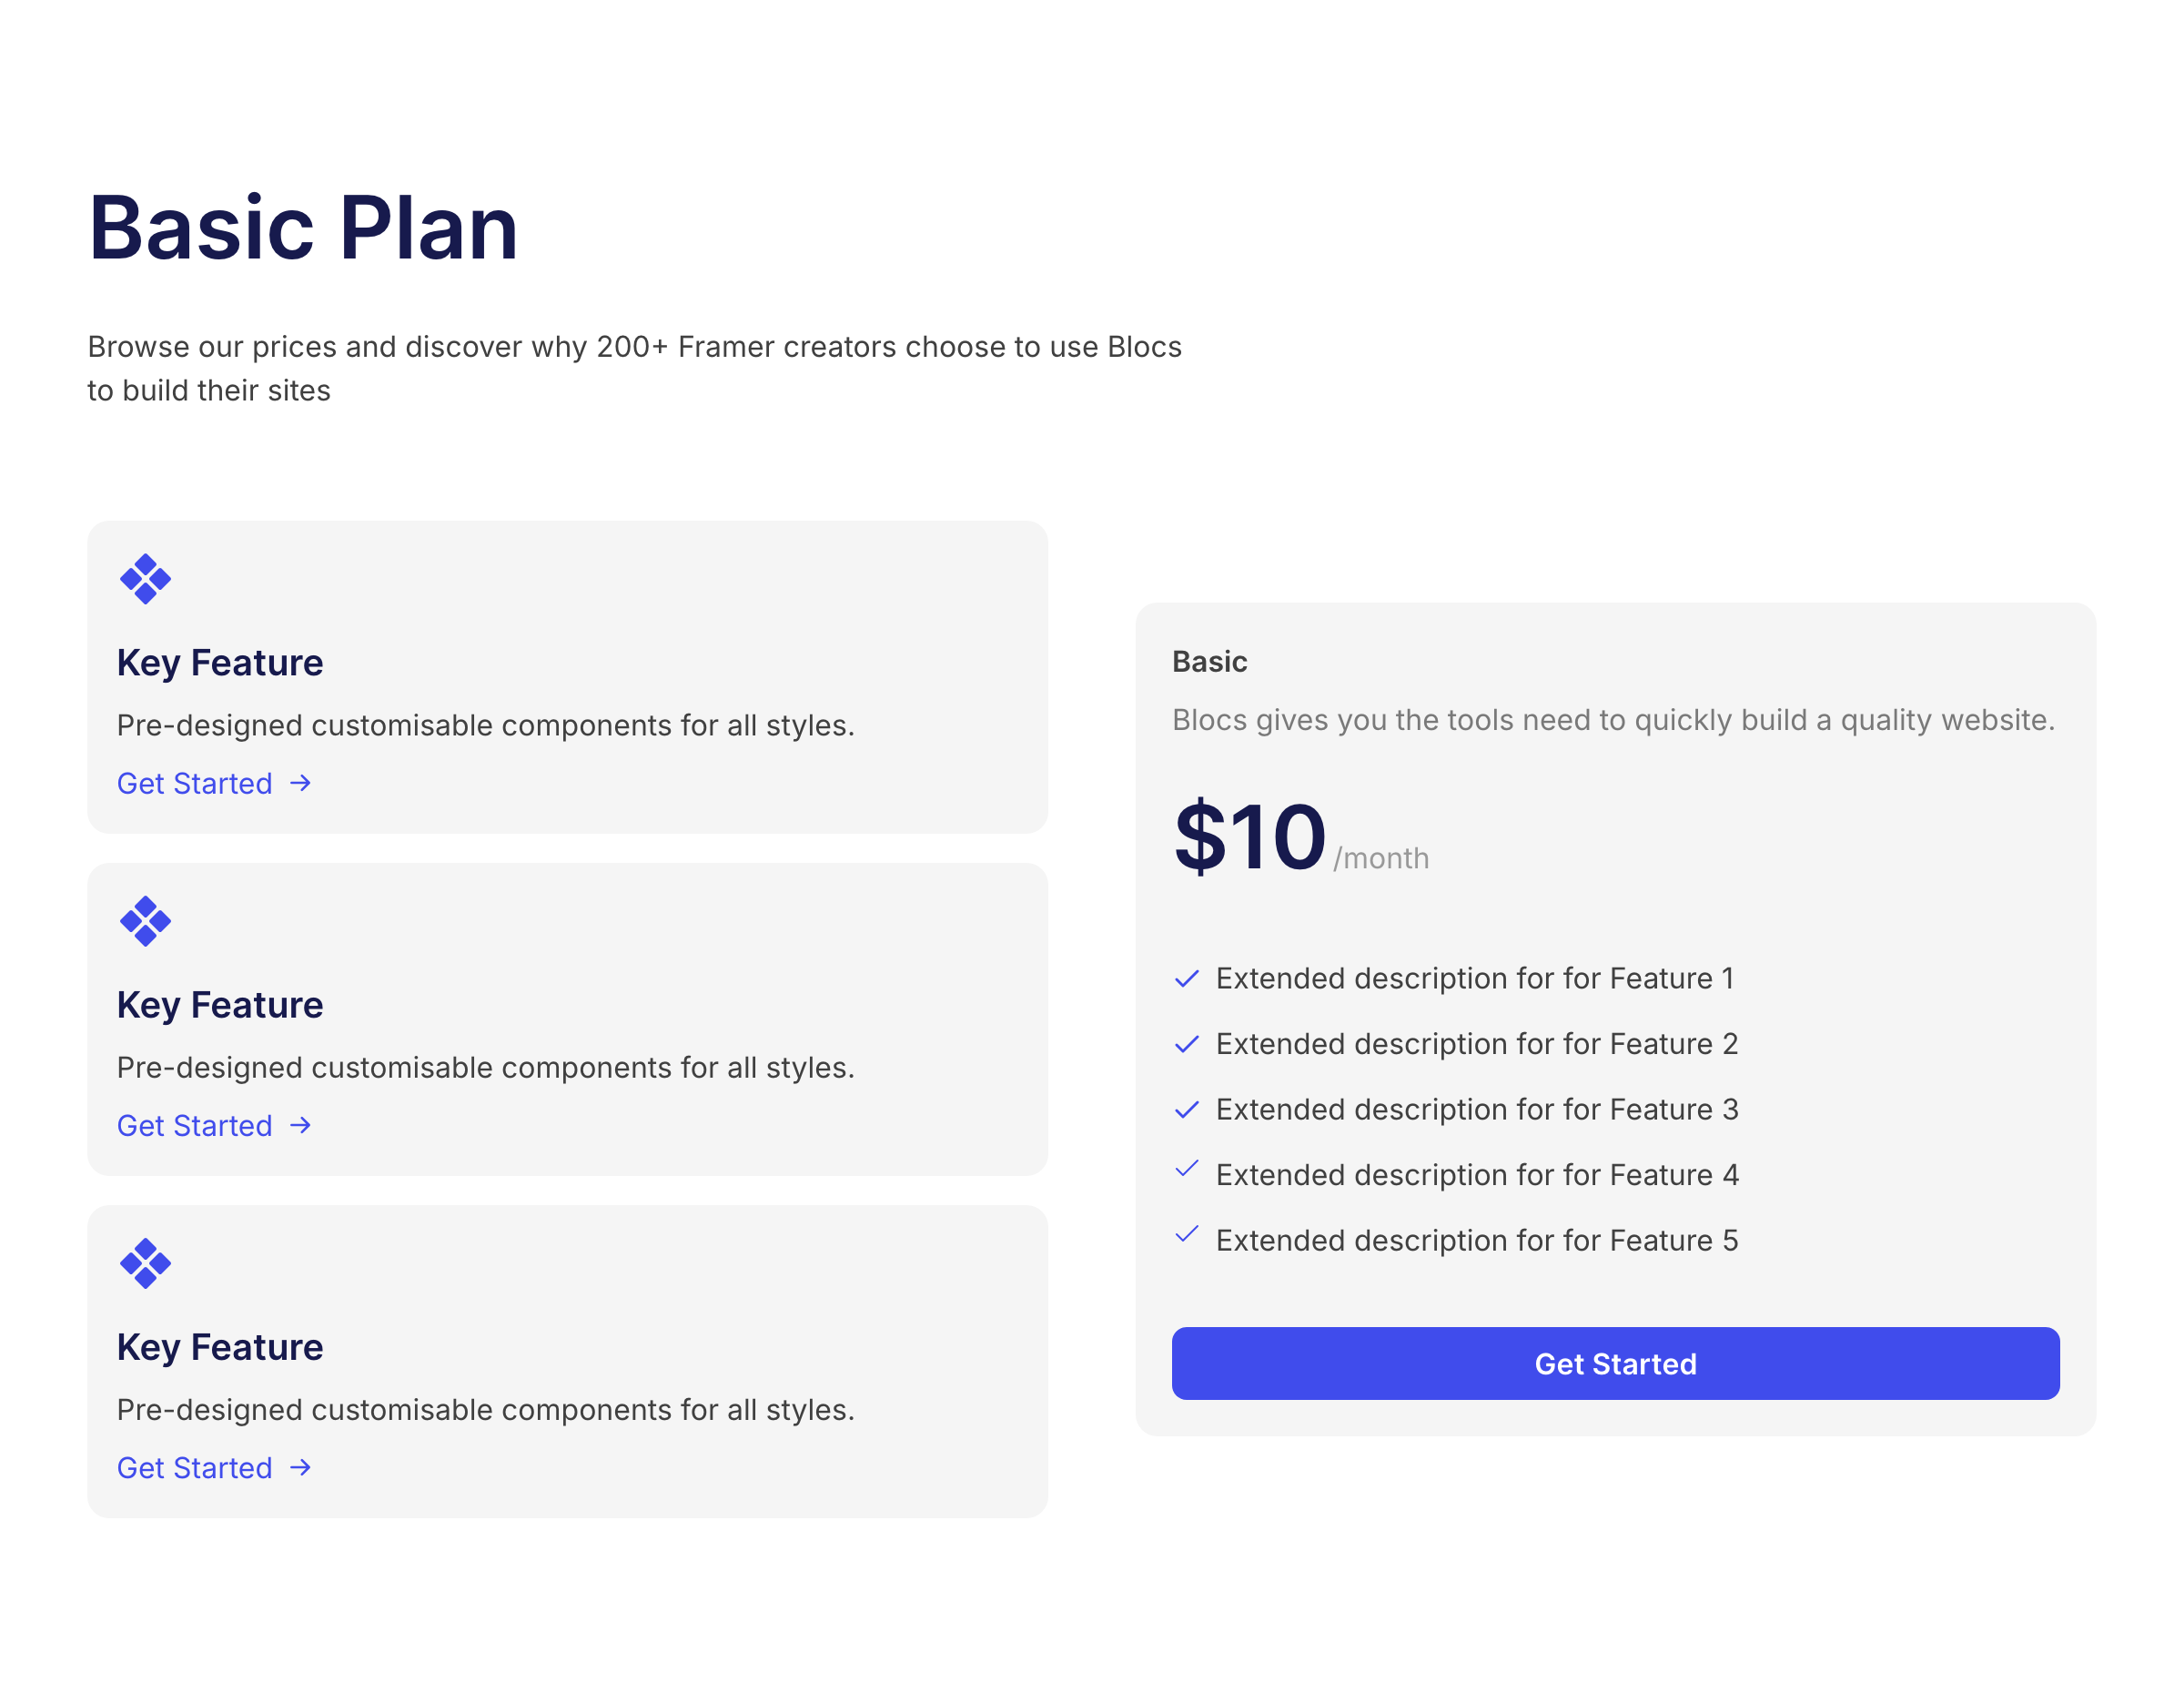 Basic Plan
Browse our prices and discover why 200+ Framer creators choose to use Blocs
to build their sites
Key Feature
Pre-designed customisable components for all styles.
Get Started →
Key Feature
Pre-designed customisable components for all styles.
Get Started →
Key Feature
Pre-designed customisable components for all styles.
Get Started →
Basic
Blocs gives you the tools need to quickly build a quality website.
$10/month
Extended description for for Feature 1
Extended description for for Feature 2
Extended description for for Feature 3
Extended description for for Feature 4
Extended description for for Feature 5
Get Started